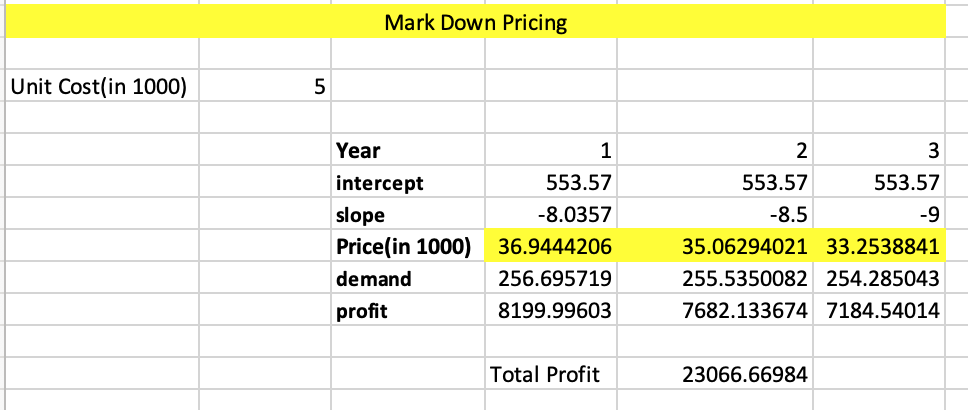 Mark Down Pricing
Unit Cost(in 1000) 5
Year 1 2 3
intercept 553.57 553.57 553.57
slope -8.0357 -8.5 -9
Price(in 1000) 36.9444206 35.06294021 33.2538841
demand 256.695719 255.5350082 254.285043
profit 8199.99603 7682.133674 7184.54014
Total Profit 23066.66984